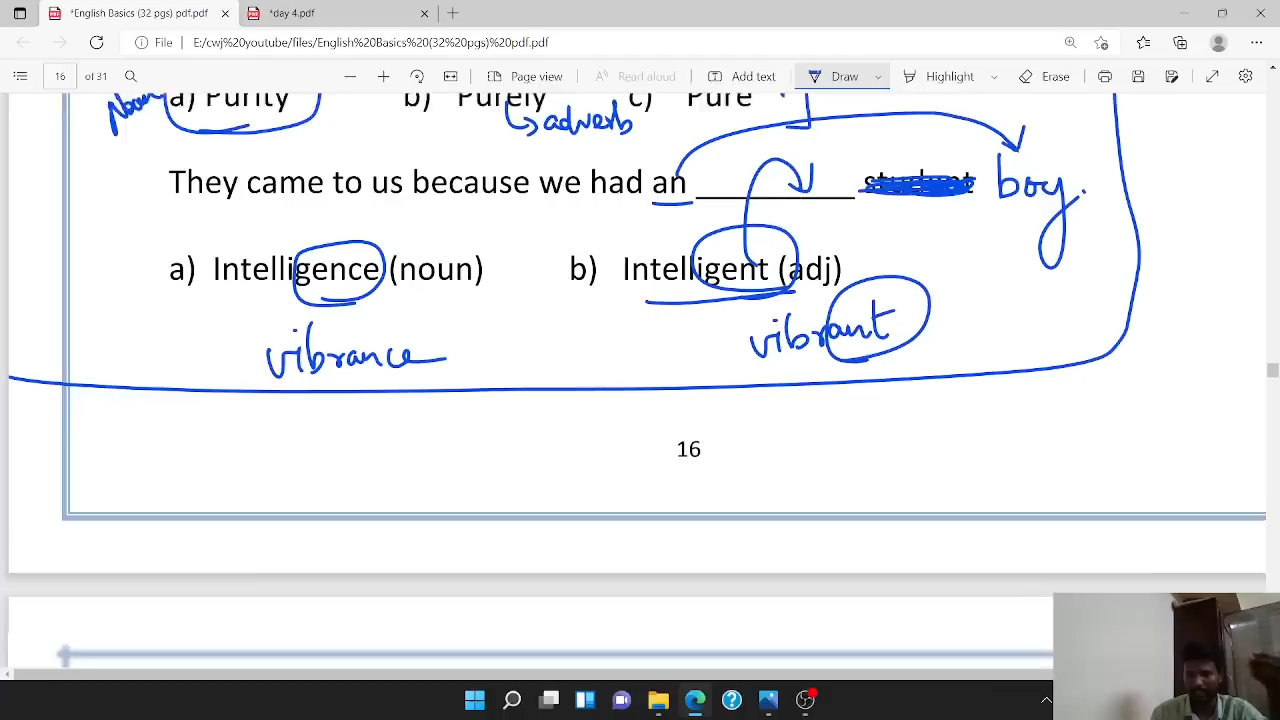 *English Basics (32 pgs) pdf.pdf
*day 4.pdf
File E:/cwj%20youtube/files/English%20Basics%20(32%20pgs)%20pdf.pdf
16 of 31 Page view Read aloud Add text Draw Highlight Erase
Noun a) Purity b) Purely c) Pure
adverb
They came to us because we had an __________ student boy.
a) Intelligence (noun) b) Intelligent (adj)
vibrance vibrant
16